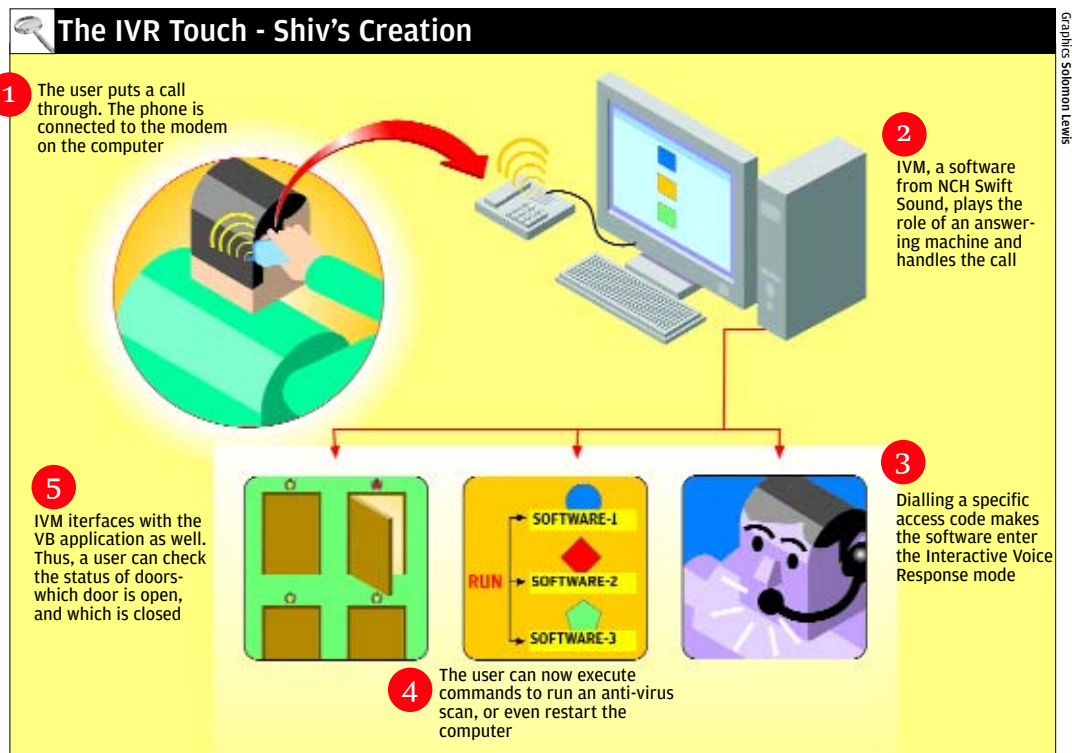 The IVR Touch - Shiv's Creation
Graphics Solomon Lewis
1
The user puts a call
through. The phone is
connected to the modem
on the computer
2
IVM, a software
from NCH Swift
Sound, plays the
role of an answer-
ing machine and
handles the call
3
Dialling a specific
access code makes
the software enter
the Interactive Voice
Response mode
RUN
SOFTWARE-1
SOFTWARE-2
SOFTWARE-3
4
The user can now execute
commands to run an anti-virus
scan, or even restart the
computer
5
IVM iterfaces with the
VB application as well.
Thus, a user can check
the status of doors-
which door is open,
and which is closed